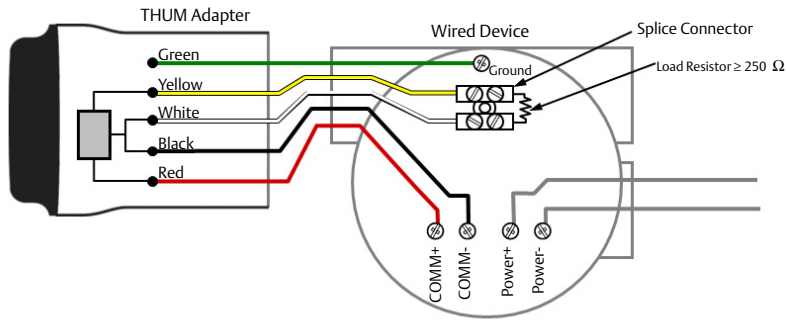 THUM Adapter
Wired Device
Splice Connector
Green
Ground
Load Resistor ≥ 250 Ω
Yellow
White
Black
Red
COMM+
COMM-
Power+
Power-